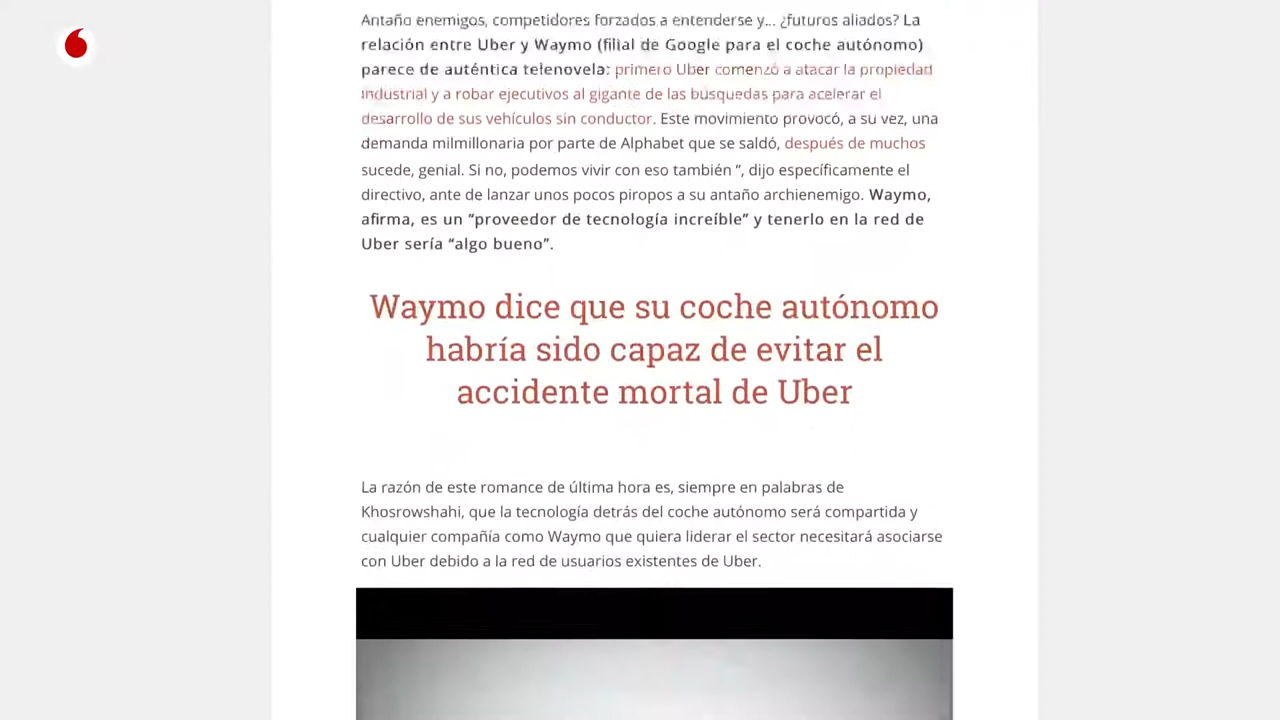 Antaño enemigos, competidores forzados a entenderse y... ¿futuros aliados? La
relación entre Uber y Waymo (filial de Google para el coche autónomo)
parece de auténtica telenovela: primero Uber comenzó a atacar la propiedad
industrial y a robar ejecutivos al gigante de las búsquedas para acelerar el
desarrollo de sus vehículos sin conductor. Este movimiento provocó, a su vez, una
demanda milmillonaria por parte de Alphabet que se saldó, después de muchos
sucede, genial. Si no, podemos vivir con eso también “, dijo específicamente el
directivo, ante de lanzar unos pocos piropos a su antaño archienemigo. Waymo,
afirma, es un “proveedor de tecnología increíble” y tenerlo en la red de
Uber sería “algo bueno”.
Waymo dice que su coche autónomo
habría sido capaz de evitar el
accidente mortal de Uber
La razón de este romance de última hora es, siempre en palabras de
Khosrowshahi, que la tecnología detrás del coche autónomo será compartida y
cualquier compañía como Waymo que quiera liderar el sector necesitará asociarse
con Uber debido a la red de usuarios existentes de Uber.